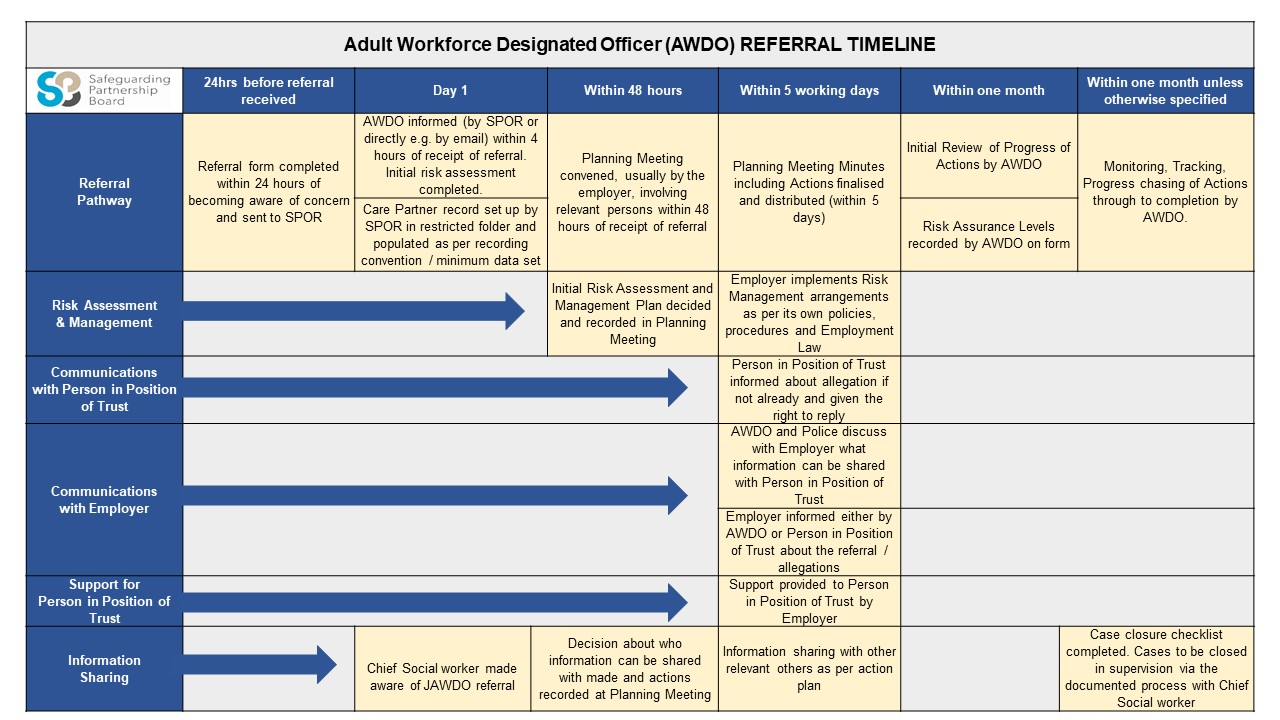 Adult Workforce Designated Officer (AWDO) REFERRAL TIMELINE
Safeguarding
Partnership
Board
24hrs before referral
received
Day 1
Within 48 hours
Within 5 working days
Within one month
Within one month unless
otherwise specified
Referral
Pathway
Referral form completed
within 24 hours of
becoming aware of concern
and sent to SPOR
AWDO informed (by SPOR or
directly e.g. by email) within 4
hours of receipt of referral.
Initial risk assessment
completed.
Care Partner record set up by
SPOR in restricted folder and
populated as per recording
convention / minimum data set
Planning Meeting
convened, usually by the
employer, involving
relevant persons within 48
hours of receipt of referral
Planning Meeting Minutes
including Actions finalised
and distributed (within 5
days)
Initial Review of Progress of
Actions by AWDO
Risk Assurance Levels
recorded by AWDO on form
Monitoring, Tracking,
Progress chasing of Actions
through to completion by
AWDO.
Risk Assessment
& Management
Initial Risk Assessment and
Management Plan decided
and recorded in Planning
Meeting
Employer implements Risk
Management arrangements
as per its own policies,
procedures and Employment
Law
Communications
with Person in Position
of Trust
Person in Position of Trust
informed about allegation if
not already and given the
right to reply
Communications
with Employer
AWDO and Police discuss
with Employer what
information can be shared
with Person in Position of
Trust
Employer informed either by
AWDO or Person in Position
of Trust about the referral /
allegations
Support for
Person in Position of
Trust
Support provided to Person
in Position of Trust by
Employer
Information
Sharing
Chief Social worker made
aware of JAWDO referral
Decision about who
information can be shared
with made and actions
recorded at Planning Meeting
Information sharing with other
relevant others as per action
plan
Case closure checklist
completed. Cases to be closed
in supervision via the
documented process with Chief
Social worker